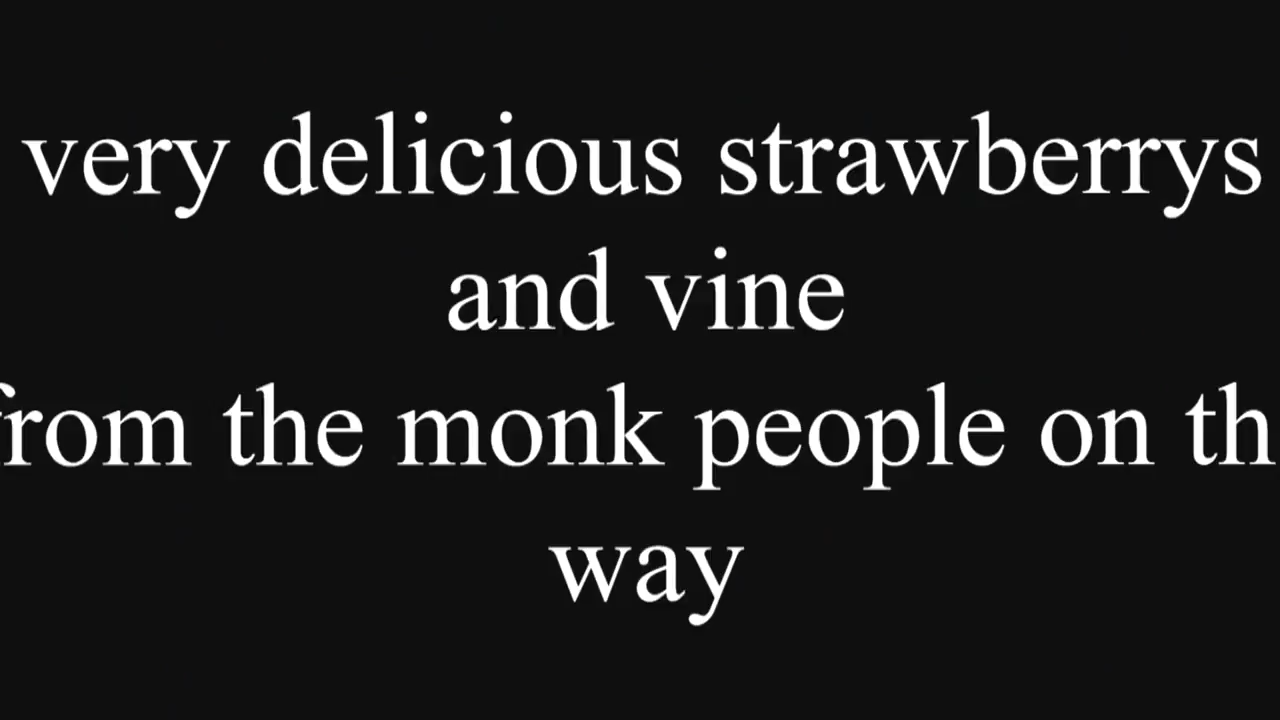 very delicious strawberrys
and vine
from the monk people on th
way